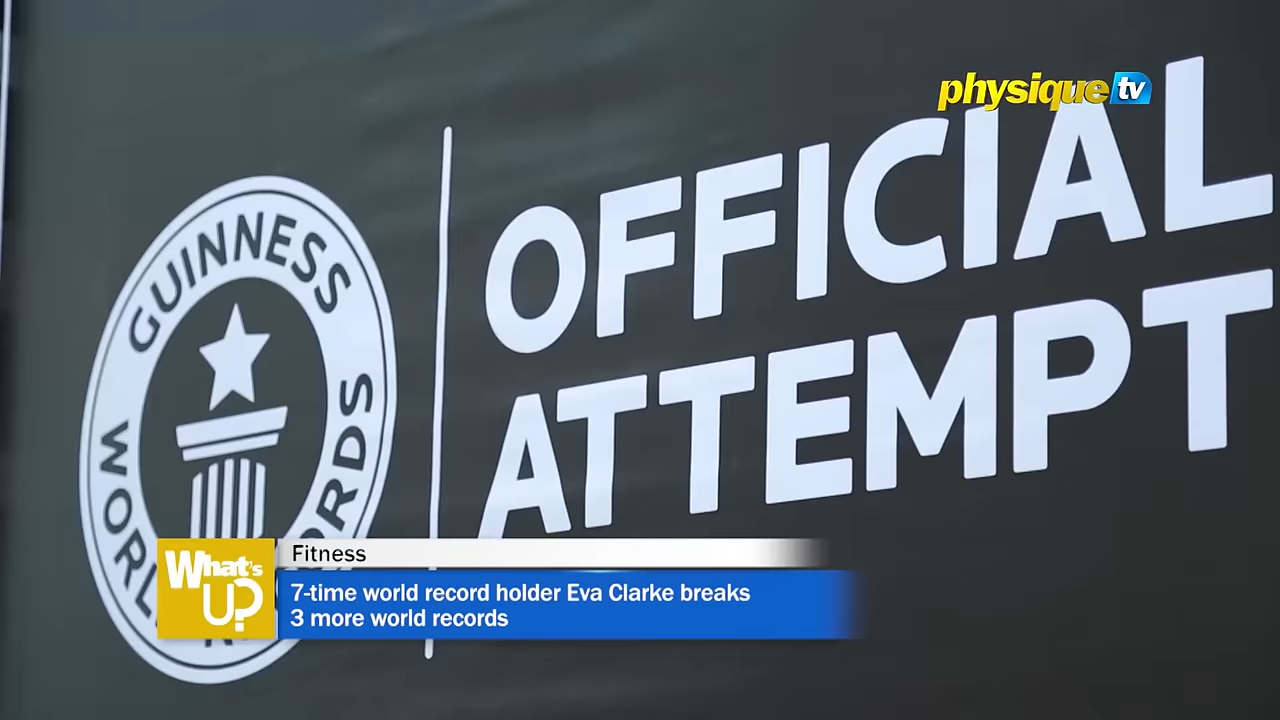 physique tv
OFFICIAL
ATTEMPT
GUINNESS
WORLD RECORDS
What's
UP?
Fitness
7-time world record holder Eva Clarke breaks
3 more world records